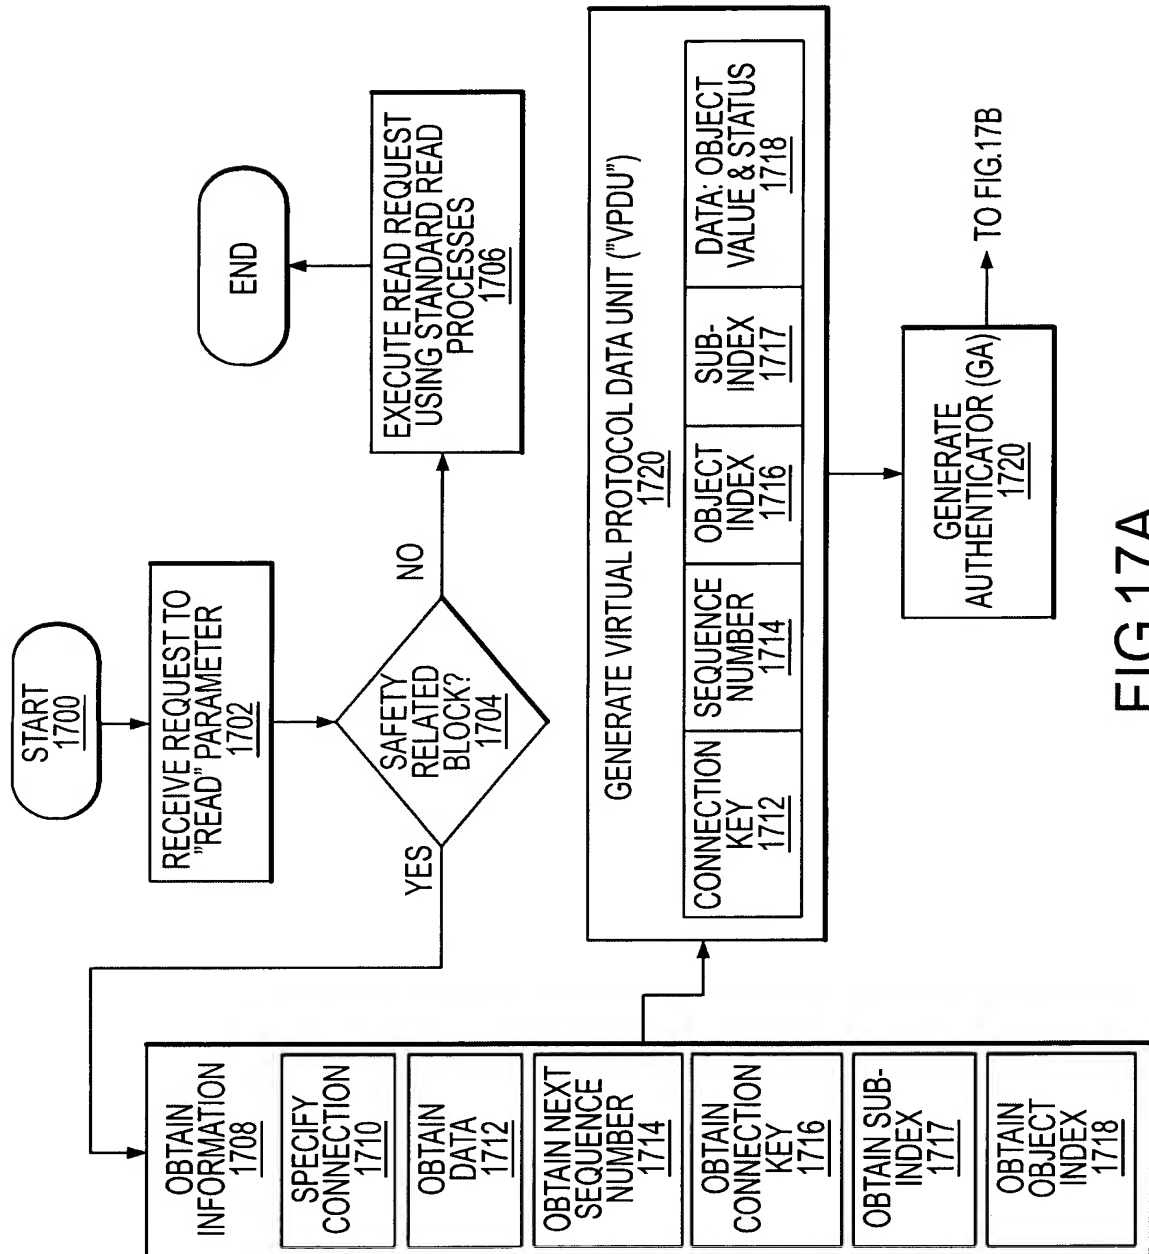 START
1700
RECEIVE REQUEST TO
"READ" PARAMETER
1702
SAFETY
RELATED
BLOCK?
1704
YES
NO
EXECUTE READ REQUEST
USING STANDARD READ
PROCESSES
1706
END
OBTAIN
INFORMATION
1708
SPECIFY
CONNECTION
1710
OBTAIN
DATA
1712
OBTAIN NEXT
SEQUENCE
NUMBER
1714
OBTAIN
CONNECTION
KEY
1716
OBTAIN SUB-
INDEX
1717
OBTAIN
OBJECT
INDEX
1718
GENERATE VIRTUAL PROTOCOL DATA UNIT ("VPDU")
1720
CONNECTION
KEY
1712
SEQUENCE
NUMBER
1714
OBJECT
INDEX
1716
SUB-
INDEX
1717
DATA: OBJECT
VALUE & STATUS
1718
GENERATE
AUTHENTICATOR (GA)
1720
TO FIG.17B
FIG.17A